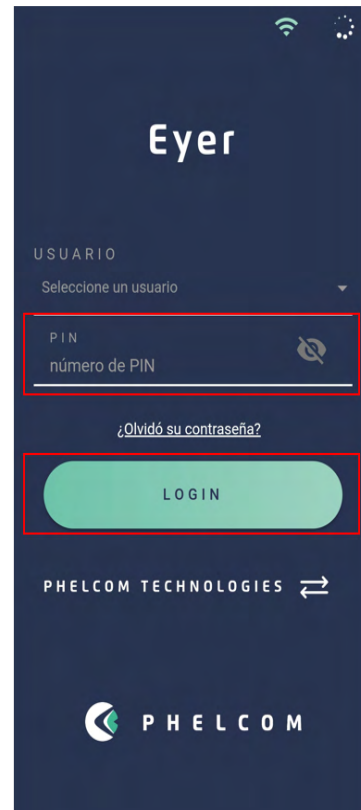 Eyer
USUARIO
Seleccione un usuario
PIN
número de PIN
¿Olvidó su contraseña?
LOGIN
PHELCOM TECHNOLOGIES
PHELCOM